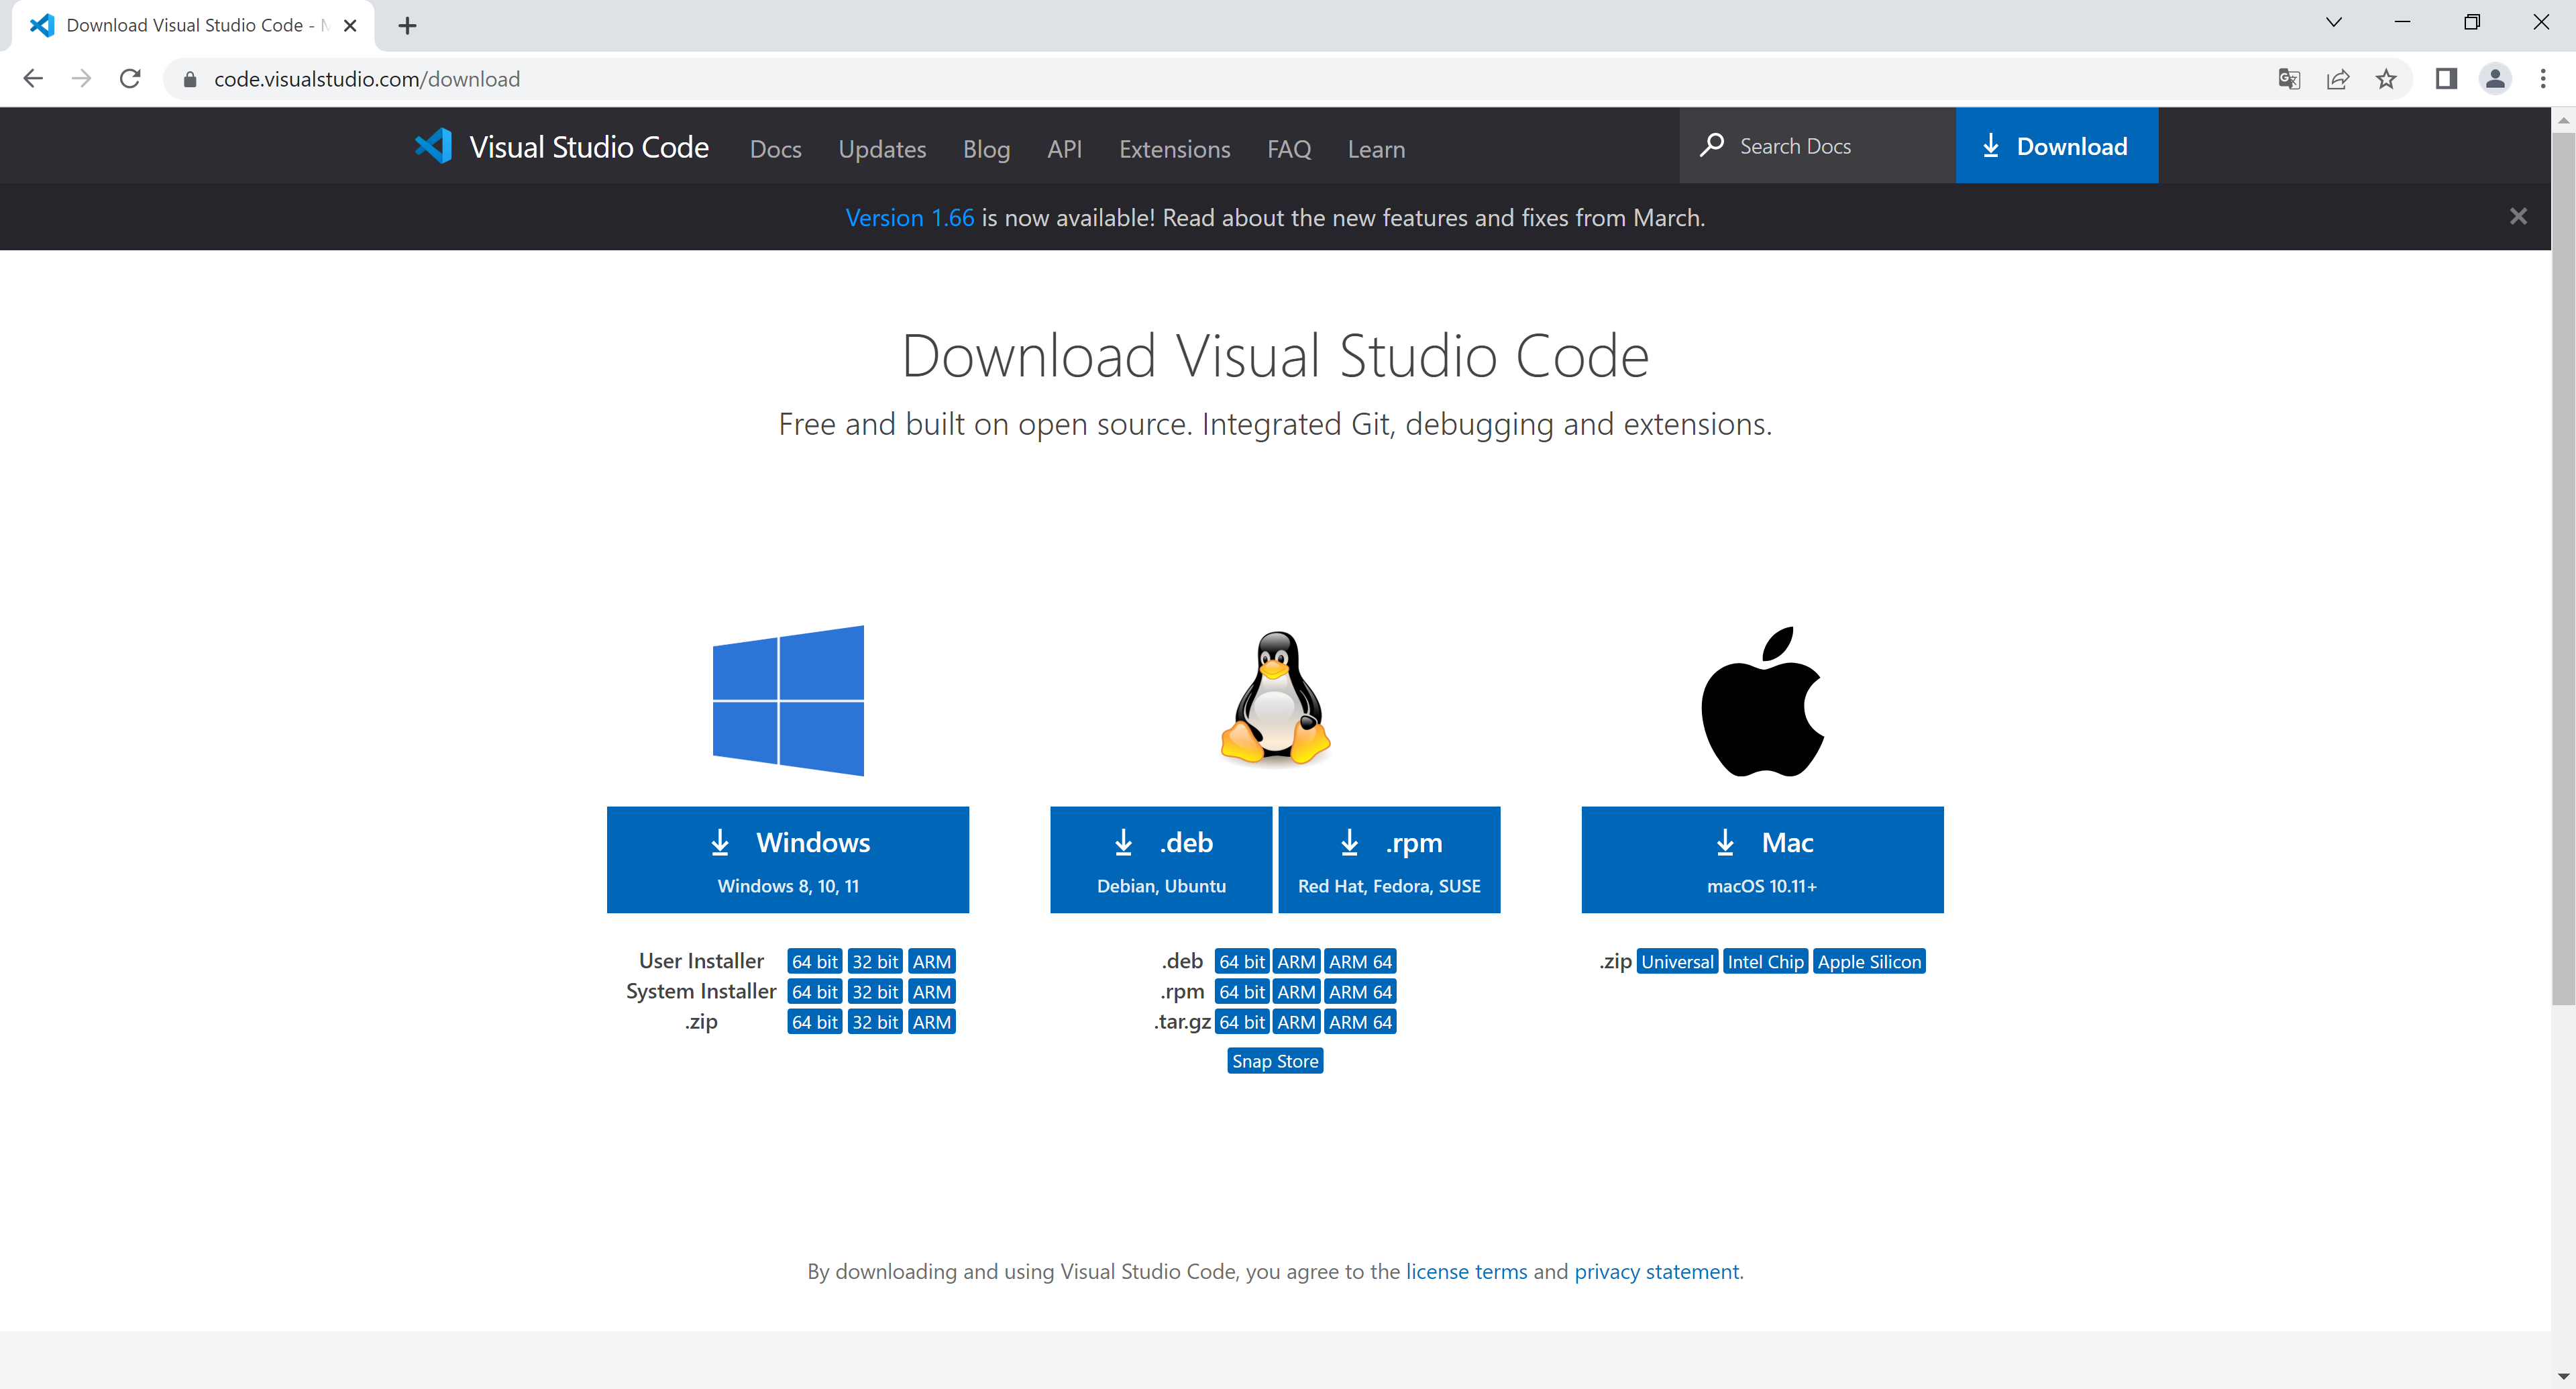 Download Visual Studio Code -
code.visualstudio.com/download
Visual Studio Code Docs Updates Blog API Extensions FAQ Learn Search Docs Download
Version 1.66 is now available! Read about the new features and fixes from March.
Download Visual Studio Code
Free and built on open source. Integrated Git, debugging and extensions.
Windows
Windows 8, 10, 11
.deb
Debian, Ubuntu
.rpm
Red Hat, Fedora, SUSE
Mac
macOS 10.11+
User Installer 64 bit 32 bit ARM
System Installer 64 bit 32 bit ARM
.zip 64 bit 32 bit ARM
.deb 64 bit ARM ARM 64
.rpm 64 bit ARM ARM 64
.tar.gz 64 bit ARM ARM 64
Snap Store
.zip Universal Intel Chip Apple Silicon
By downloading and using Visual Studio Code, you agree to the license terms and privacy statement.